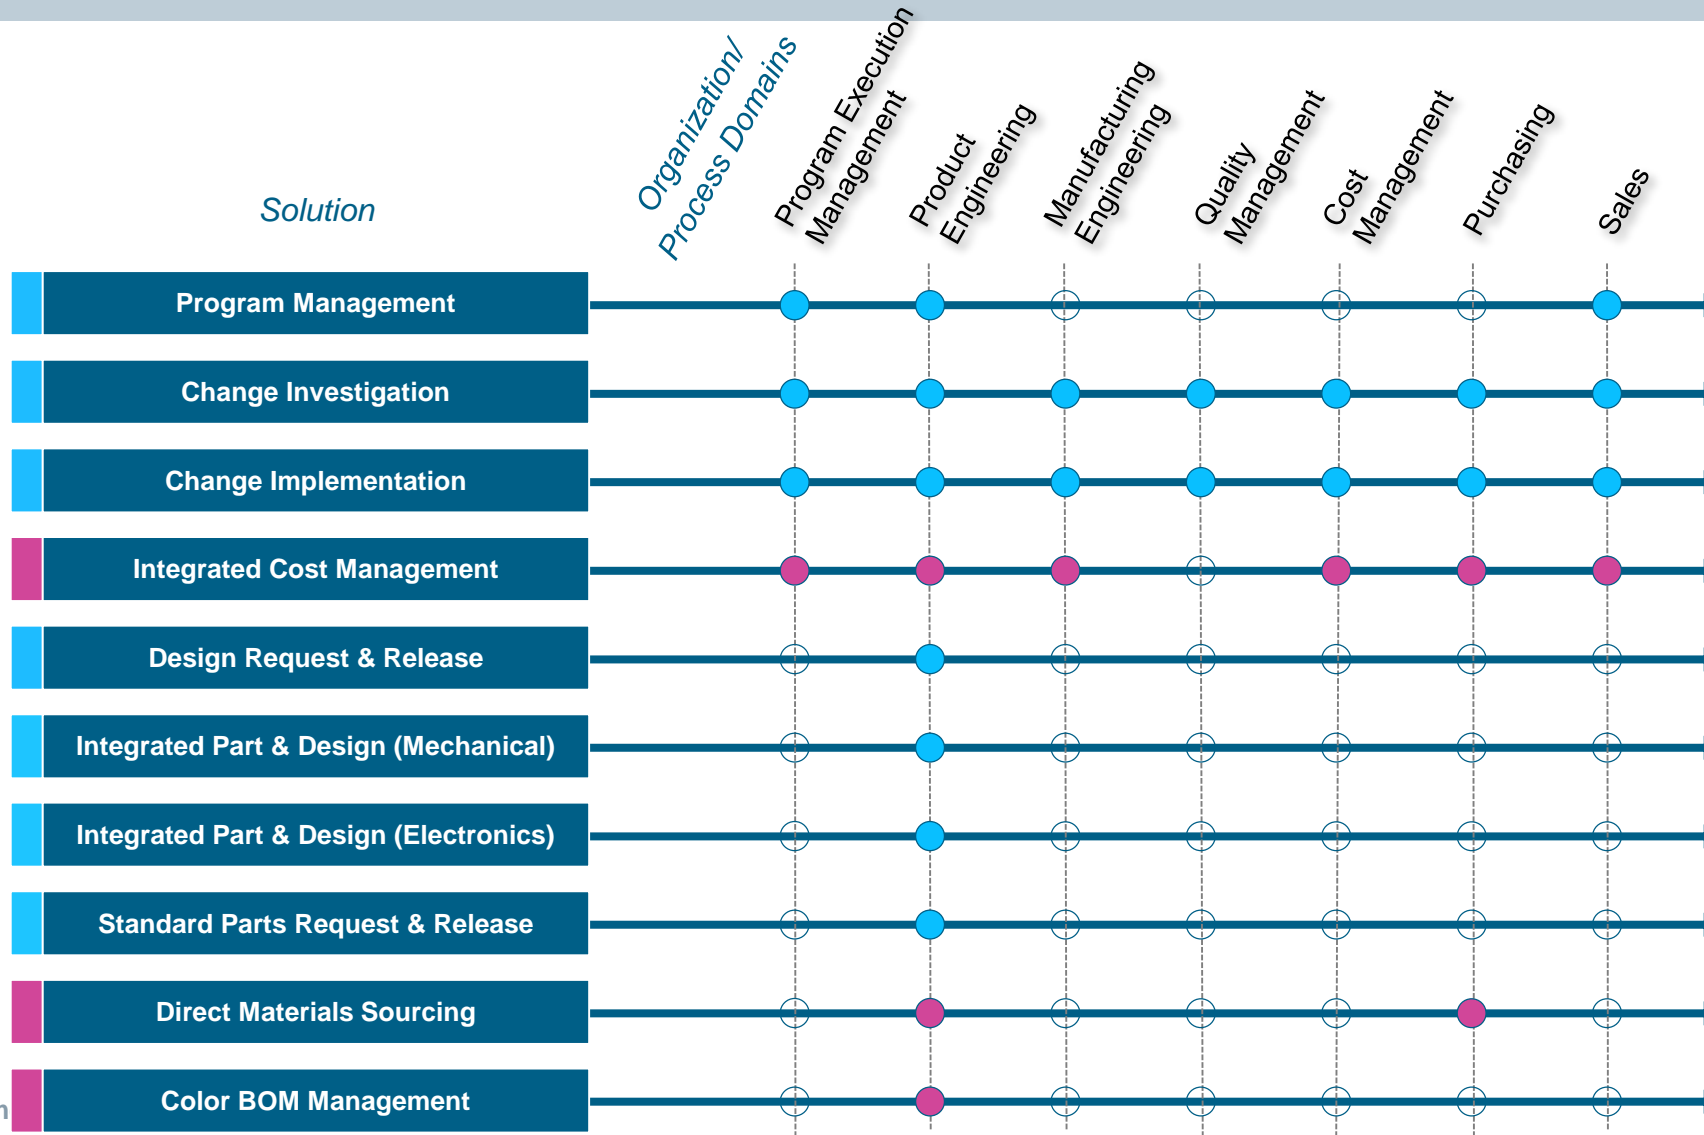 Organization/
Process Domains
Program Execution
Management
Product
Engineering
Manufacturing
Engineering
Quality
Management
Cost
Management
Purchasing
Sales
Solution
Program Management
Change Investigation
Change Implementation
Integrated Cost Management
Design Request & Release
Integrated Part & Design (Mechanical)
Integrated Part & Design (Electronics)
Standard Parts Request & Release
Direct Materials Sourcing
Color BOM Management